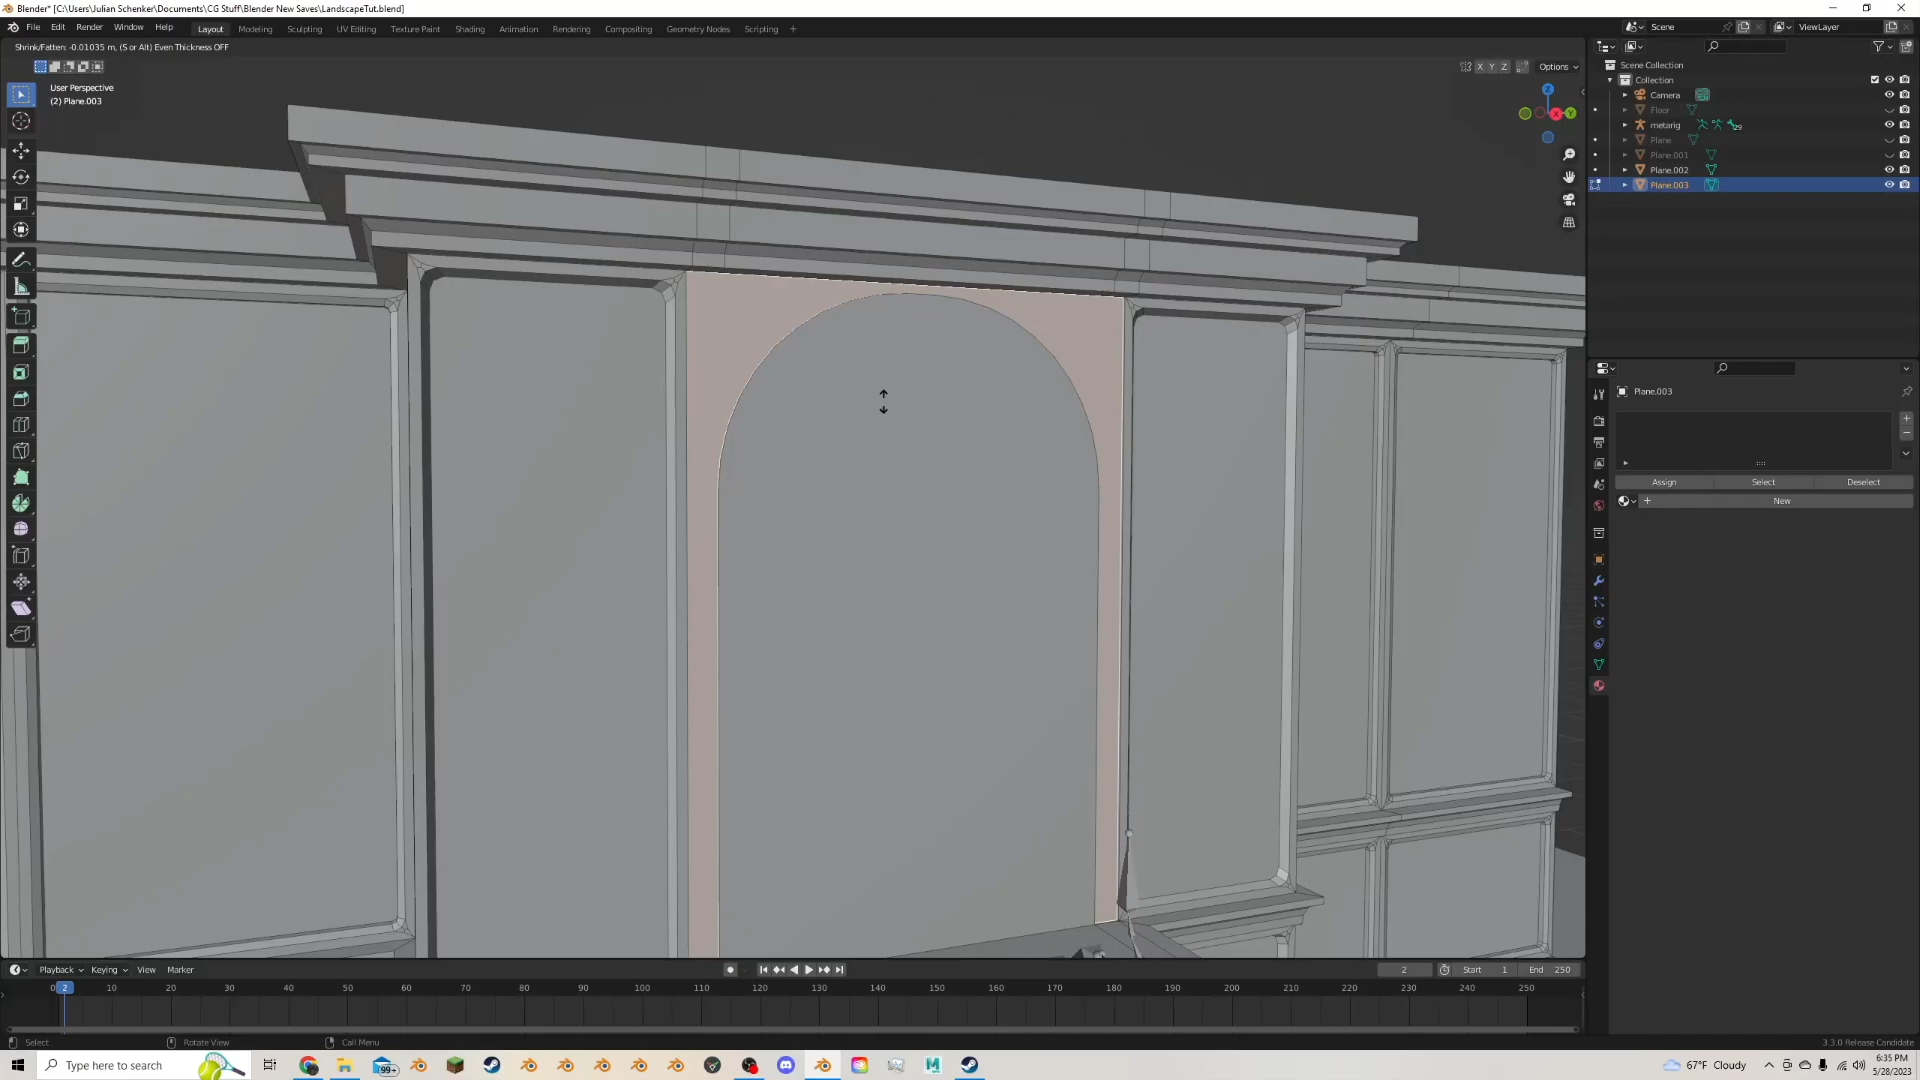 Blender* [C:\Users\Julian Schenker\Documents\CG Stuff\Blender New Saves\LandscapeTut.blend]
File Edit Render Window Help Layout Modeling Sculpting UV Editing Texture Paint Shading Animation Rendering Compositing Geometry Nodes Scripting + Scene ViewLayer
Shrink/Fatten: -0.01035 m, (S or Alt) Even Thickness OFF
X Y Z Options
User Perspective
(2) Plane.003
Z
X Y
Scene Collection
Collection
Camera
Floor
metarig 29
Plane
Plane.001
Plane.002
Plane.003
Plane.003
Assign Select Deselect
+ New
Playback Keying View Marker 2 Start 1 End 250
0 2 10 20 30 40 50 60 70 80 90 100 110 120 130 140 150 160 170 180 190 200 210 220 230 240 250
Select Rotate View Call Menu 3.3.0 Release Candidate
Type here to search 99+ 67°F Cloudy 6:35 PM
5/28/2023